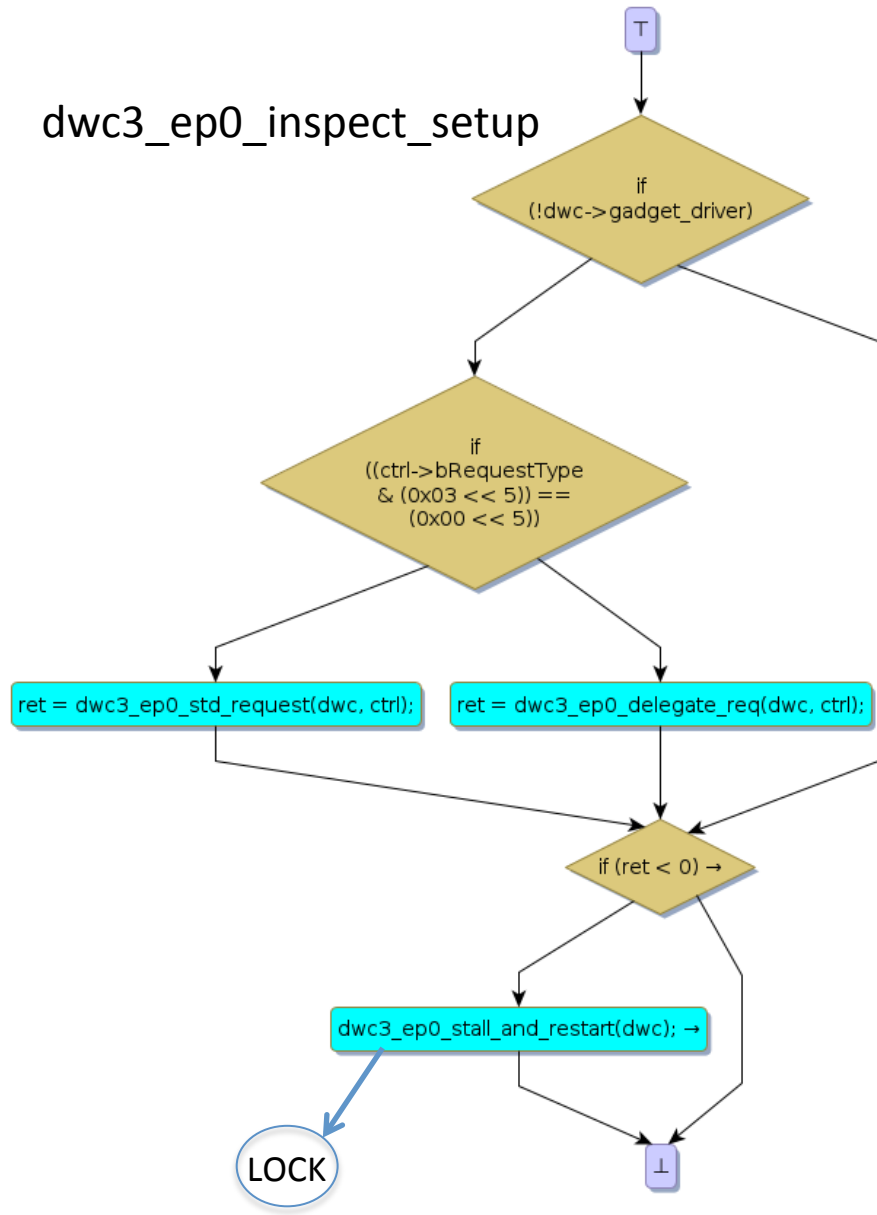 ⊤
dwc3_ep0_inspect_setup
if
(!dwc->gadget_driver)
if
((ctrl->bRequestType
& (0x03 << 5)) ==
(0x00 << 5))
ret = dwc3_ep0_std_request(dwc, ctrl);
ret = dwc3_ep0_delegate_req(dwc, ctrl);
if (ret < 0) →
dwc3_ep0_stall_and_restart(dwc); →
LOCK
⊥